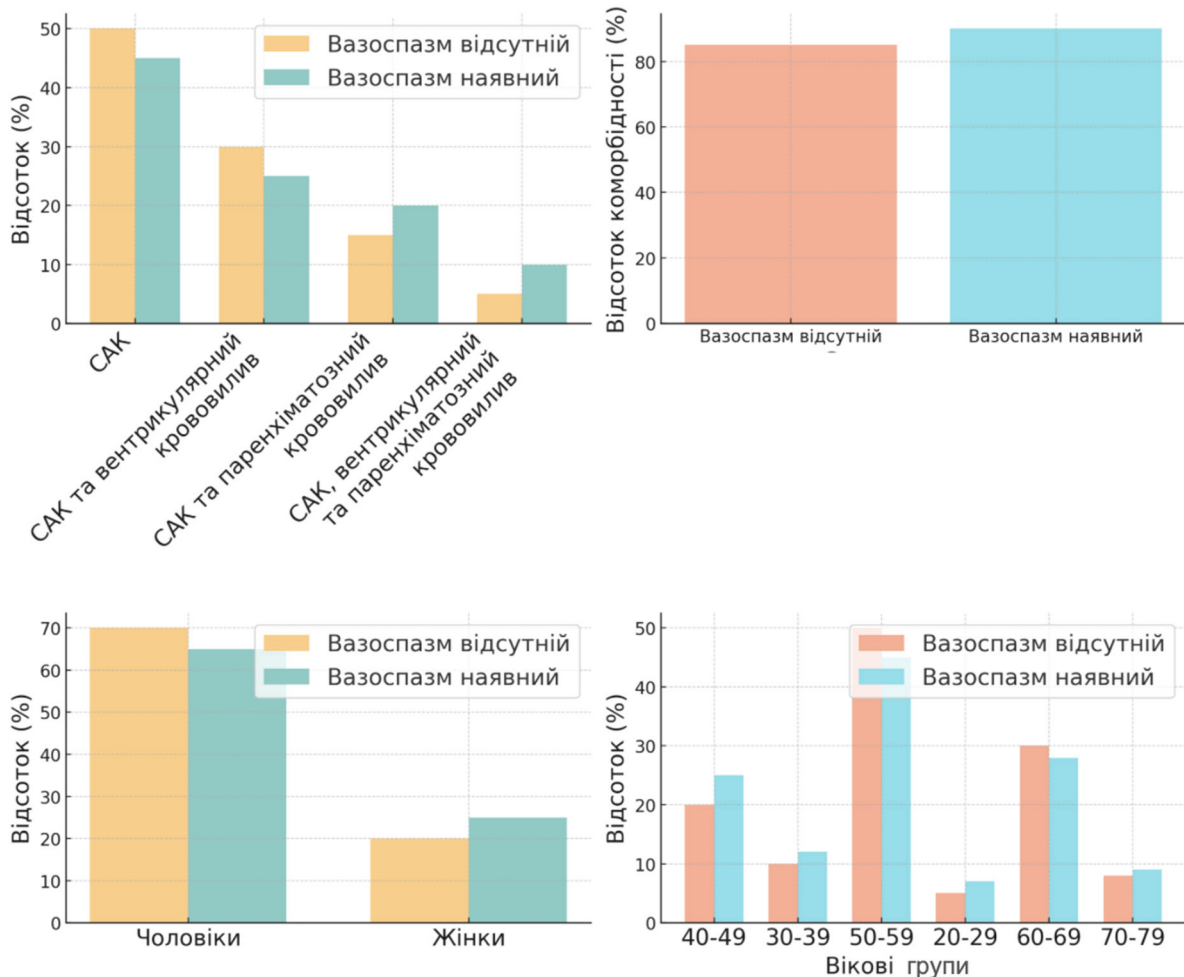 Відсоток (%)
50
40
30
20
10
0
Вазоспазм відсутній
Вазоспазм наявний
САК
САК та вентрикулярний
крововилив
САК та паренхіматозний
крововилив
САК, вентрикулярний
та паренхіматозний
крововилив
Відсоток коморбідності (%)
80
60
40
20
0
Вазоспазм відсутній
Вазоспазм наявний
Відсоток (%)
70
60
50
40
30
20
10
0
Вазоспазм відсутній
Вазоспазм наявний
Чоловіки
Жінки
Відсоток (%)
50
40
30
20
10
0
Вазоспазм відсутній
Вазоспазм наявний
40-49
30-39
50-59
20-29
60-69
70-79
Вікові групи